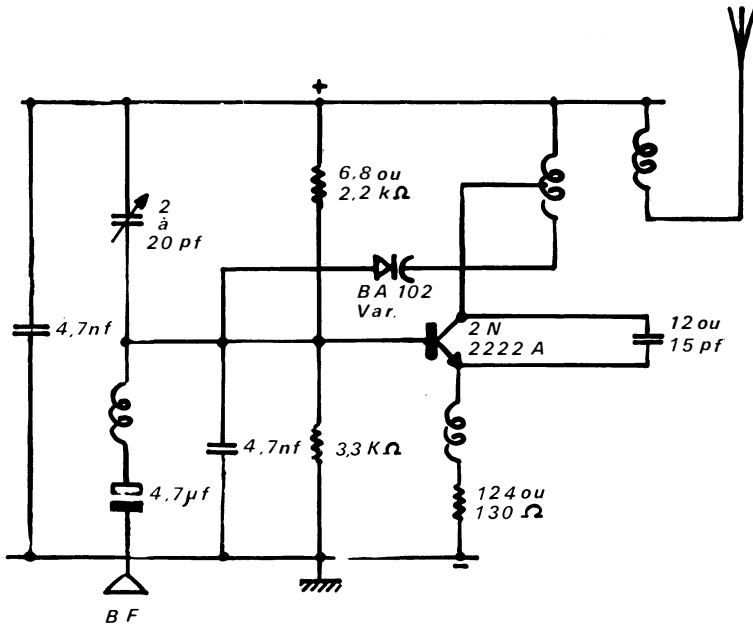 +
6,8 ou
2,2 kΩ
2
à
20 pf
BA 102
Var.
4,7nf
2 N
2222 A
12 ou
15 pf
4,7nf
3,3 KΩ
4,7µf
124 ou
130 Ω
−
BF